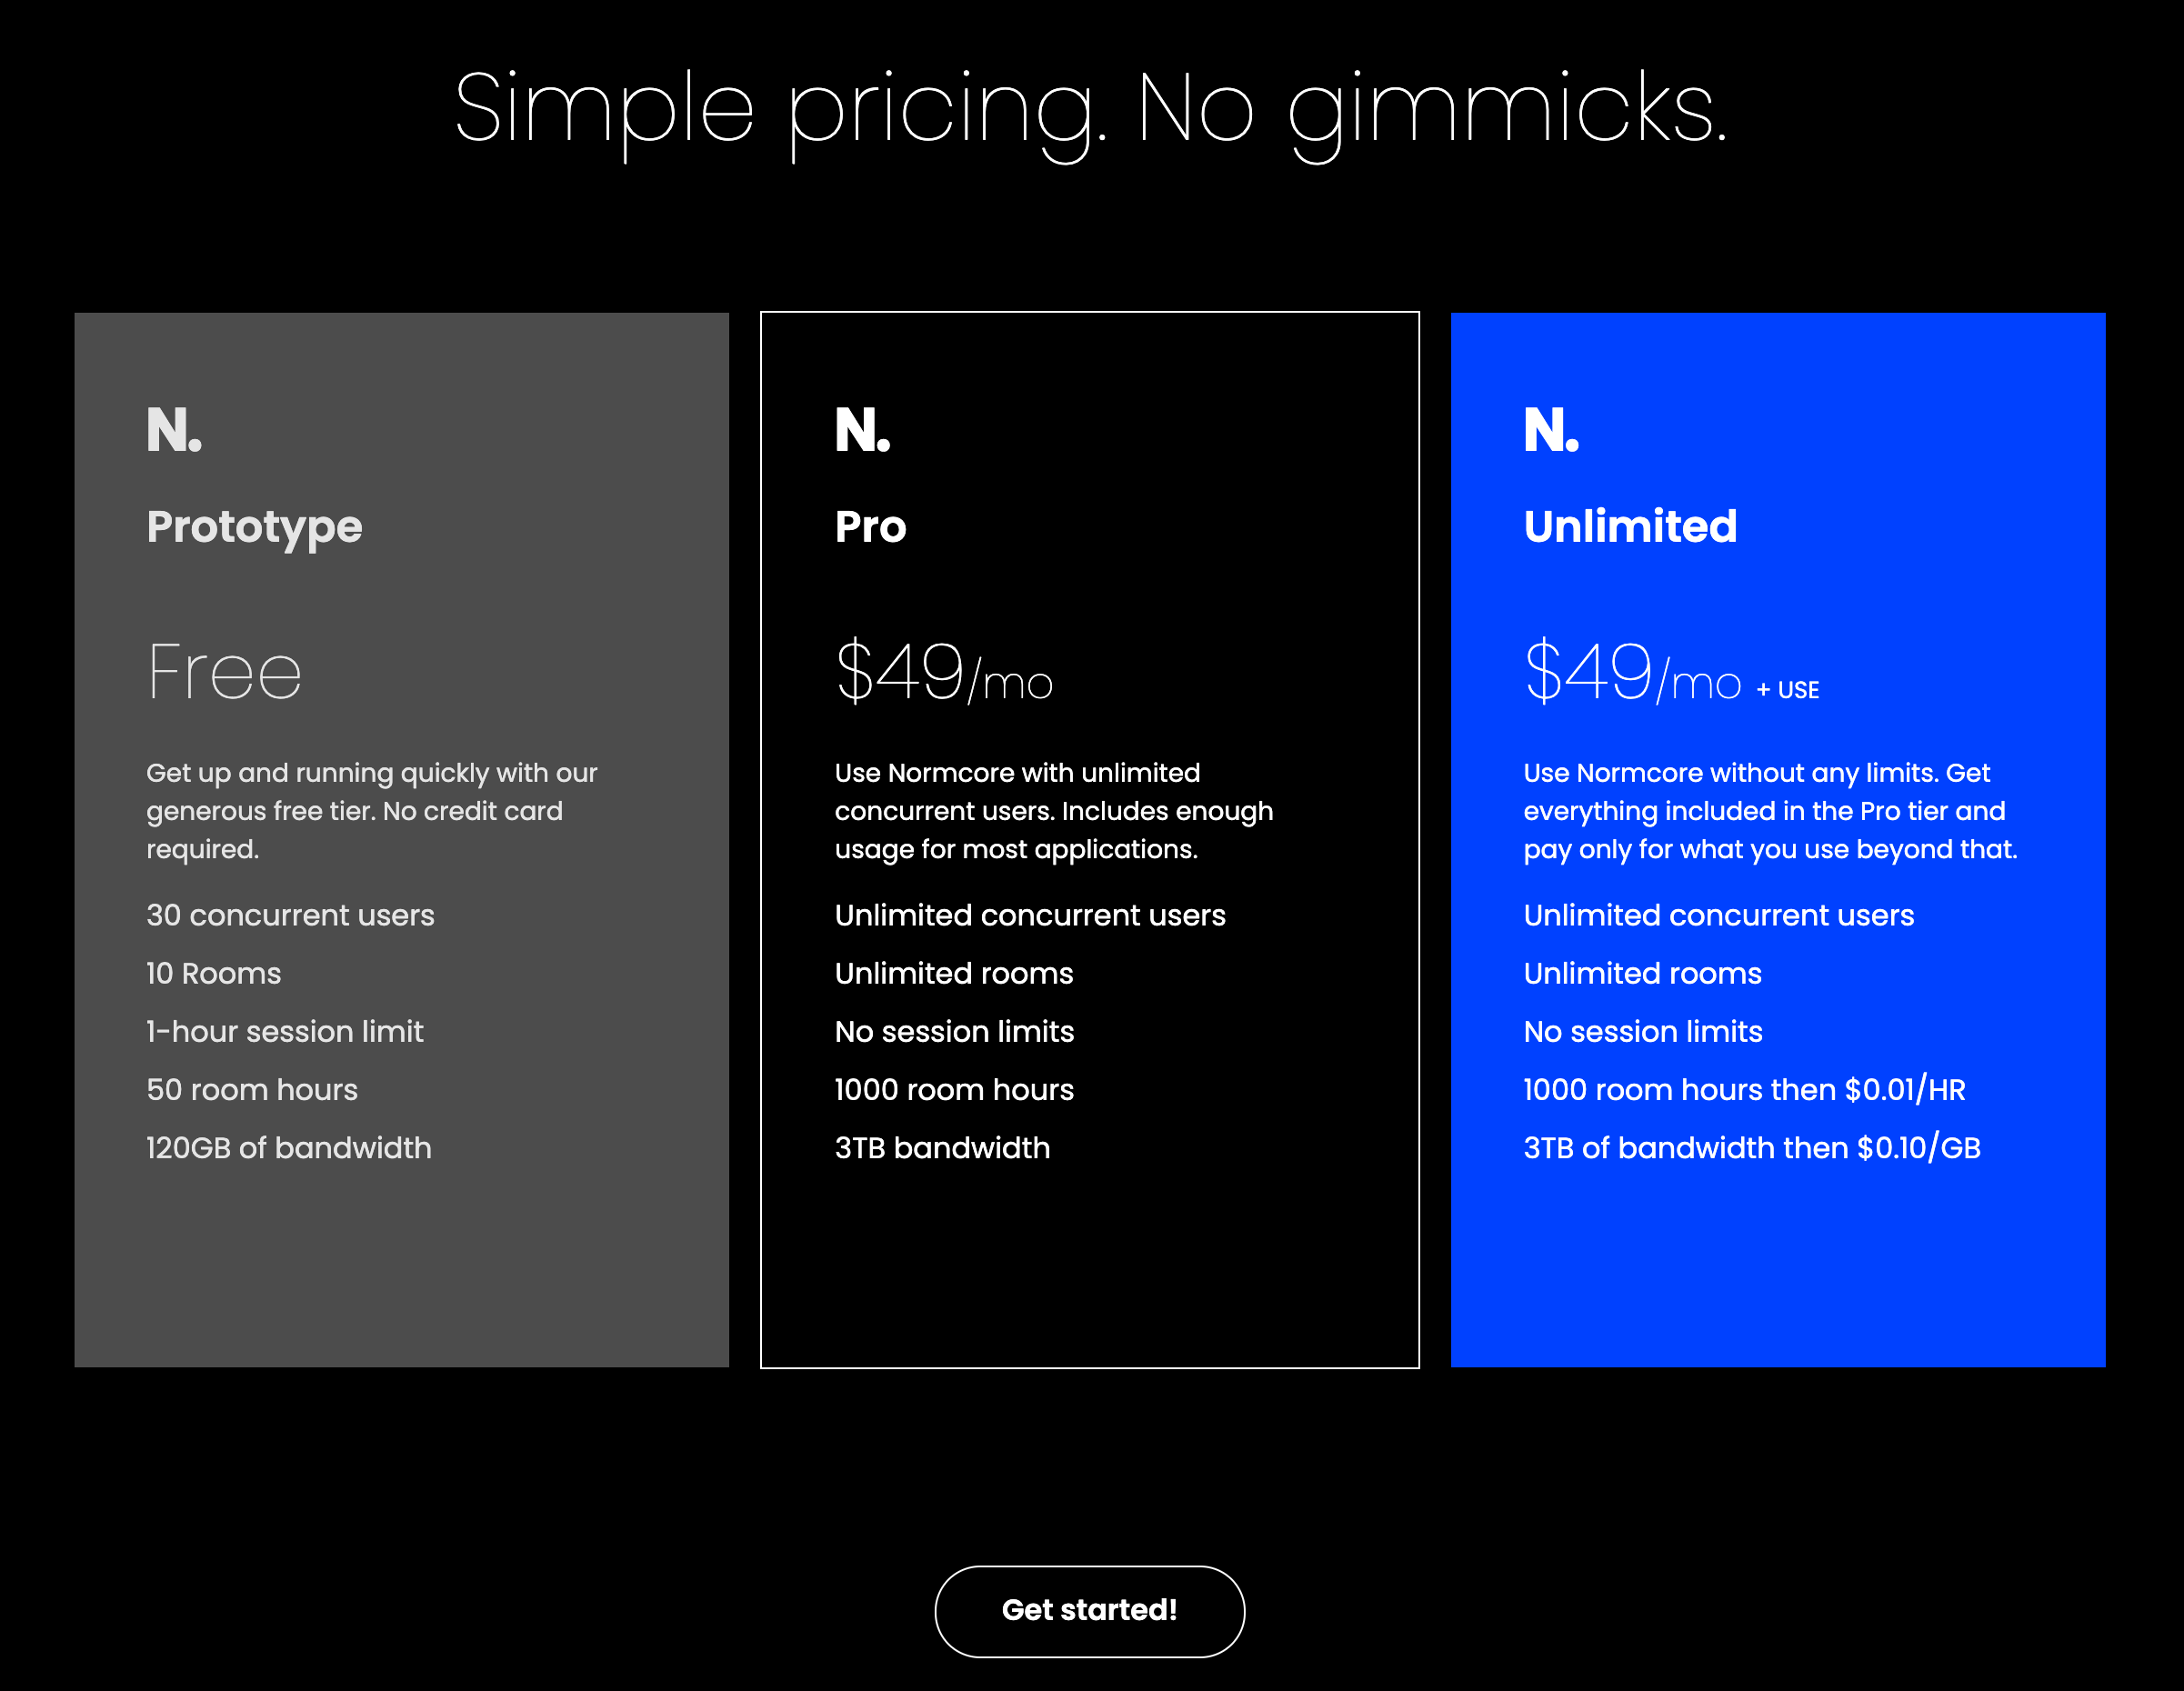 Simple pricing. No gimmicks.
N.
Prototype
Free
Get up and running quickly with our
generous free tier. No credit card
required.
30 concurrent users
10 Rooms
1-hour session limit
50 room hours
120GB of bandwidth
N.
Pro
$49/mo
Use Normcore with unlimited
concurrent users. Includes enough
usage for most applications.
Unlimited concurrent users
Unlimited rooms
No session limits
1000 room hours
3TB bandwidth
N.
Unlimited
$49/mo + USE
Use Normcore without any limits. Get
everything included in the Pro tier and
pay only for what you use beyond that.
Unlimited concurrent users
Unlimited rooms
No session limits
1000 room hours then $0.01/HR
3TB of bandwidth then $0.10/GB
Get started!